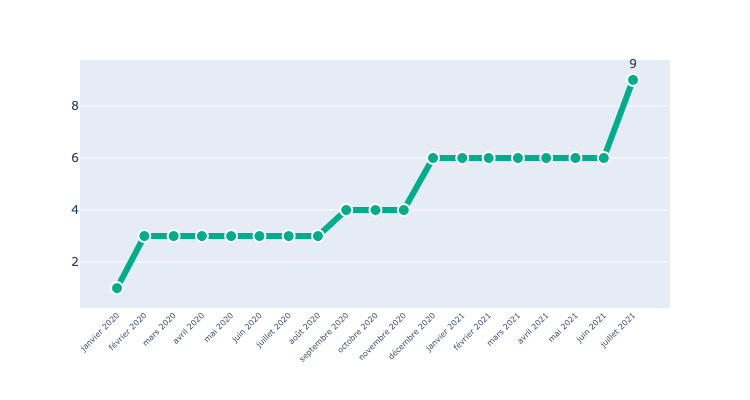 9
8
6
4
2
janvier 2020
février 2020
mars 2020
avril 2020
mai 2020
juin 2020
juillet 2020
août 2020
septembre 2020
octobre 2020
novembre 2020
décembre 2020
janvier 2021
février 2021
mars 2021
avril 2021
mai 2021
juin 2021
juillet 2021